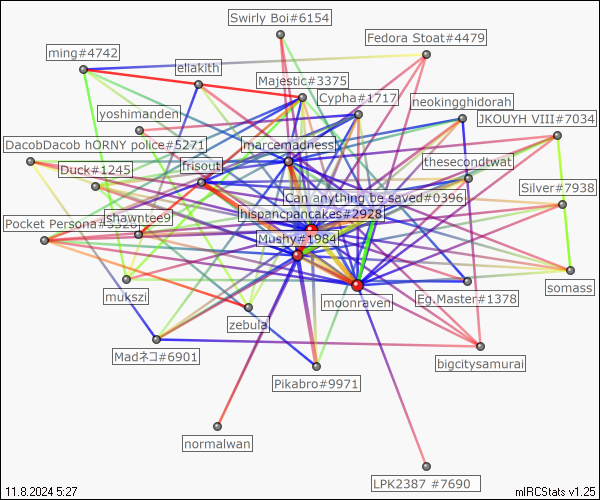 Swirly Boi#6154
Fedora Stoat#4479
ming#4742
eliakith
Majestic#3375
Cypha#1717
neokingghidorah
yoshimanden
JKOUYH VIII#7034
DacobDacob hORNY police#5271
marcemadness
thesecondtwat
Duck#1245
frisout
Silver#7938
Can anything be saved#0396
shawntee9
hispancpancakes#2928
Pocket Persona#
Mushy#1984
mukszi
moonraven
Eg.Master#1378
somass
zebula
Madネコ#6901
bigcitysamurai
Pikabro#9971
normalwan
LPK2387 #7690
11.8.2024 5:27
mIRCStats v1.25